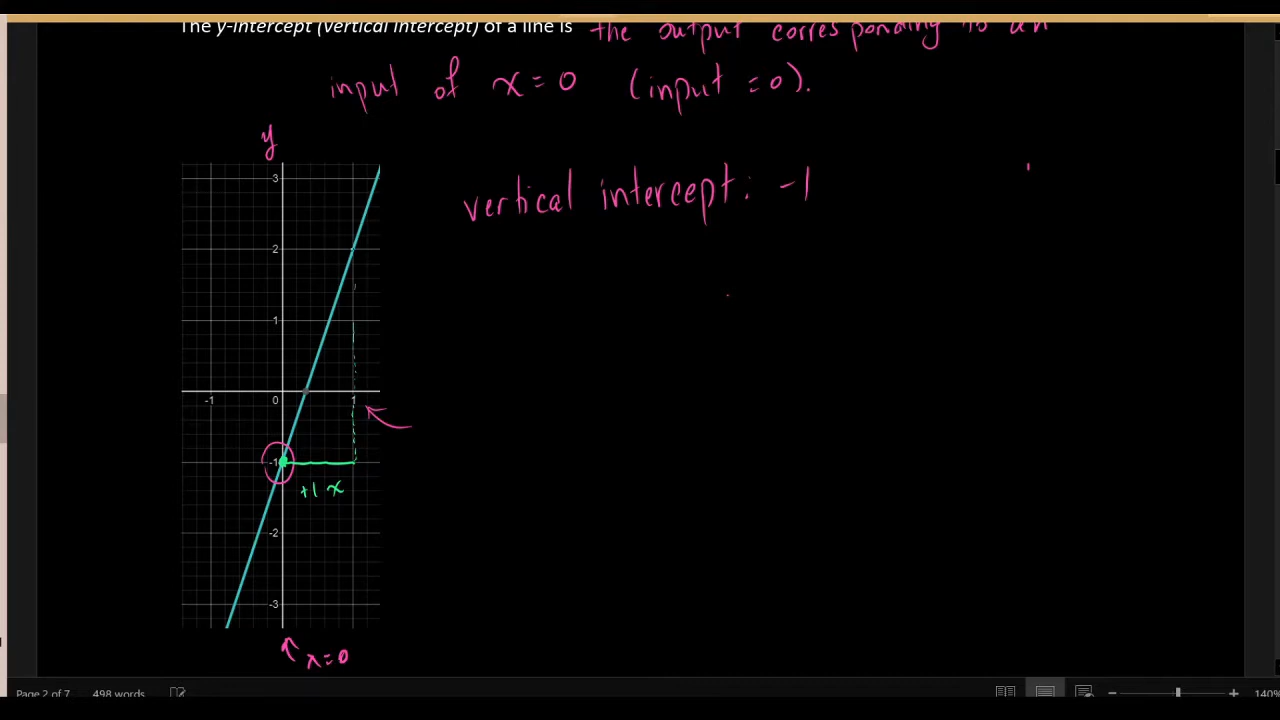 The y-intercept (vertical intercept) of a line is the output corresponding to an
input of x=0 (input =0).
y
vertical intercept: -1
3
2
1
-1 0 1
-1
+1 x
-2
-3
x=0
Page 2 of 7 498 words 140%